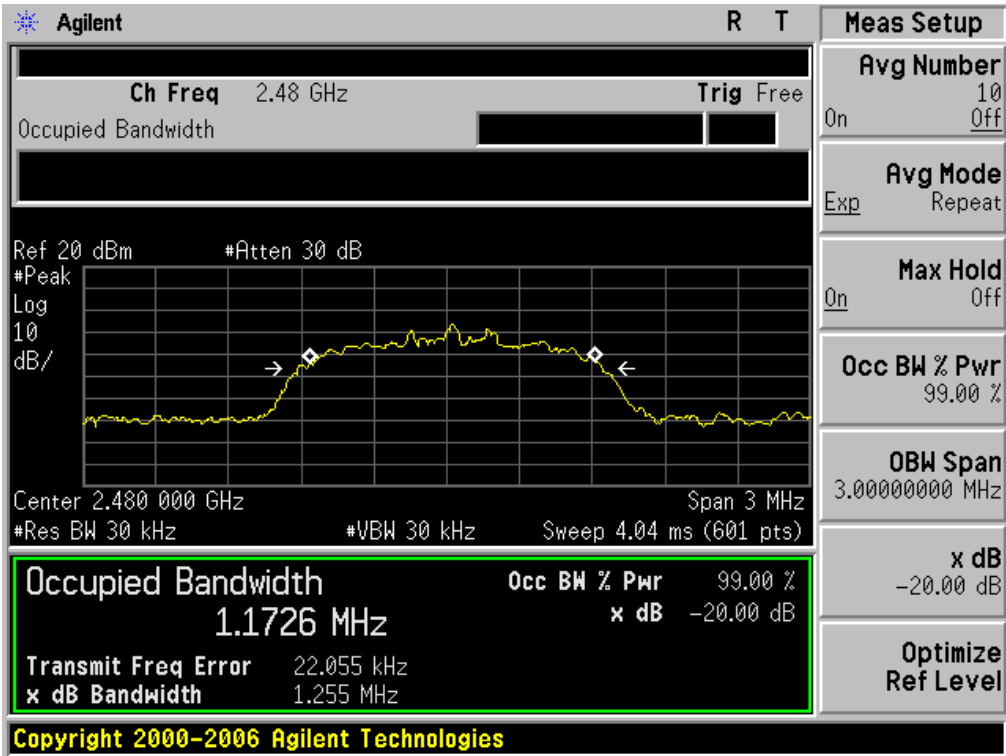 Agilent R T
Ch Freq 2.48 GHz Trig Free
Occupied Bandwidth
Ref 20 dBm #Atten 30 dB
#Peak
Log
10
dB/
Center 2.480 000 GHz Span 3 MHz
#Res BW 30 kHz #VBW 30 kHz Sweep 4.04 ms (601 pts)
Occupied Bandwidth Occ BW % Pwr 99.00 %
1.1726 MHz x dB -20.00 dB
Transmit Freq Error 22.055 kHz
x dB Bandwidth 1.255 MHz
Copyright 2000-2006 Agilent Technologies
Meas Setup
Avg Number
10
On Off
Avg Mode
Exp Repeat
Max Hold
On Off
Occ BW % Pwr
99.00 %
OBW Span
3.00000000 MHz
x dB
-20.00 dB
Optimize
Ref Level